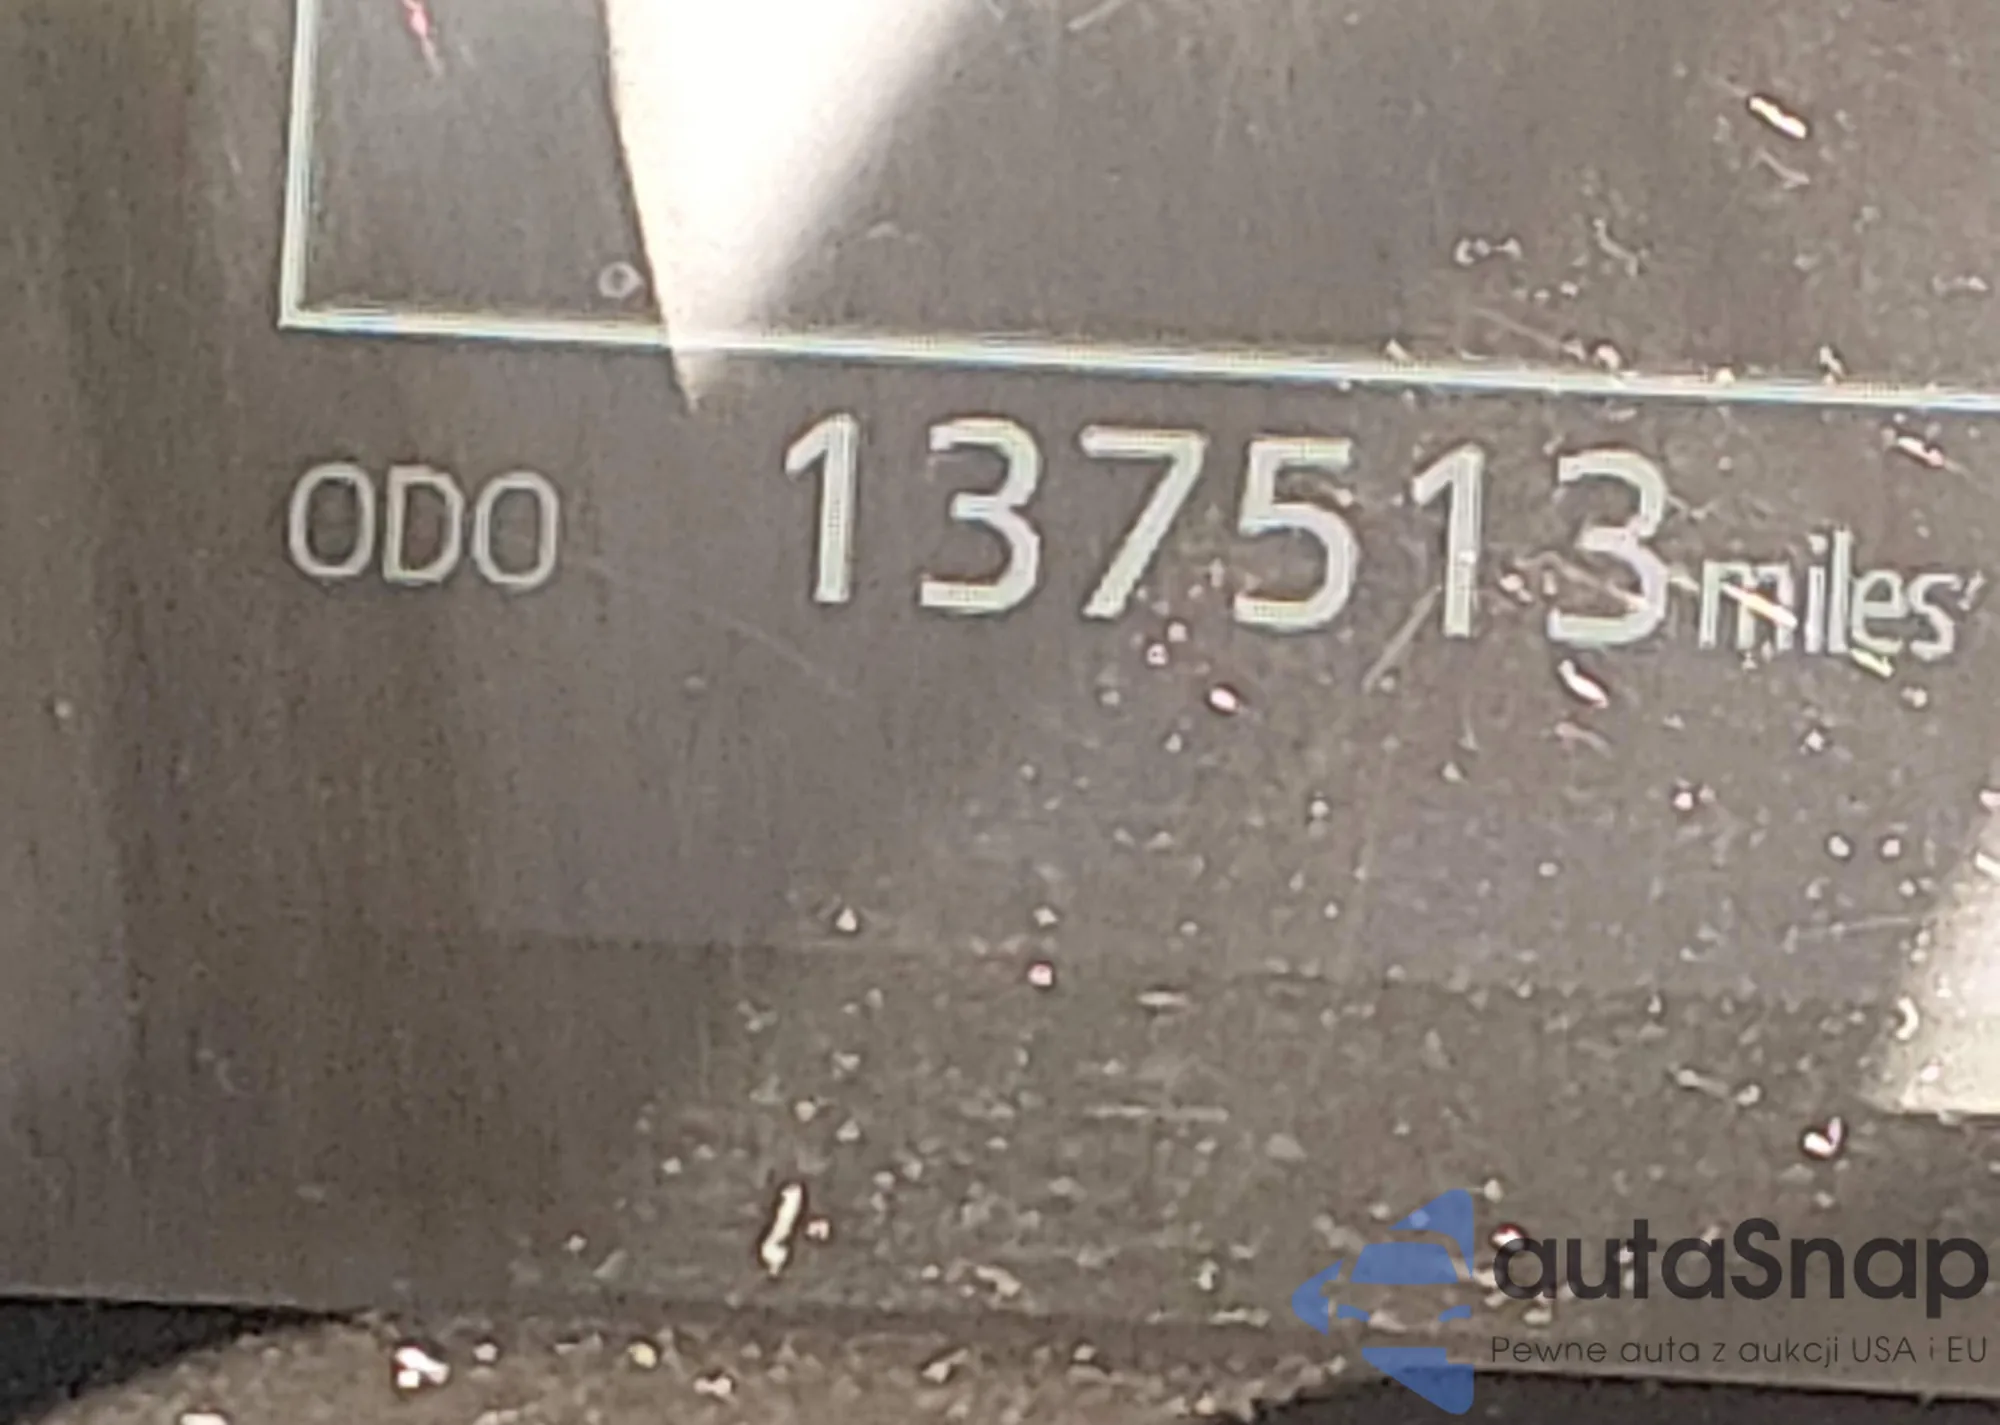 ODO 137513 miles
autaSnap
Pewne auta z aukcji USA i EU